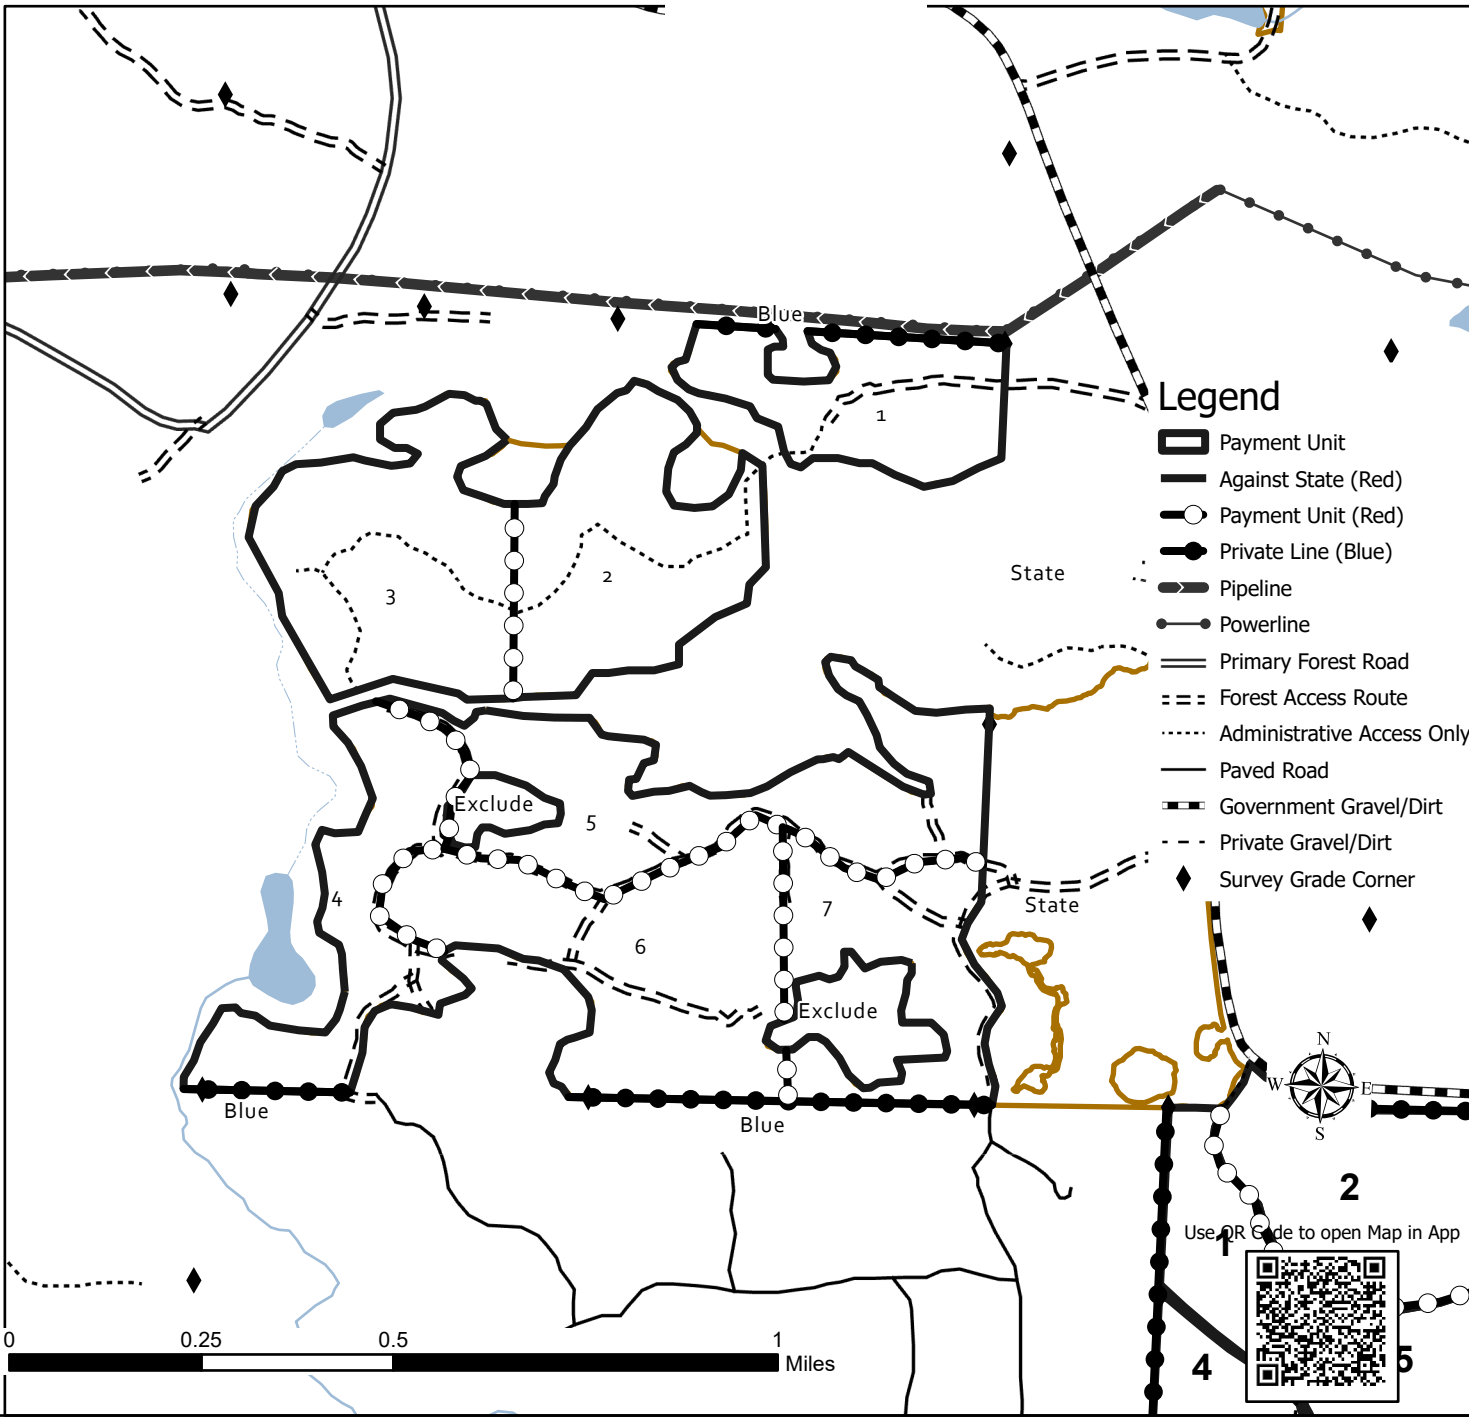 Blue
1
Legend
Payment Unit
Against State (Red)
Payment Unit (Red)
Private Line (Blue)
Pipeline
Powerline
Primary Forest Road
Forest Access Route
Administrative Access Only
Paved Road
Government Gravel/Dirt
Private Gravel/Dirt
Survey Grade Corner
State
2
3
Exclude
5
4
7
State
6
Exclude
N
W
E
S
Blue
Blue
2
Use QR Code to open Map in App
1
0
0.25
0.5
1
Miles
4
5